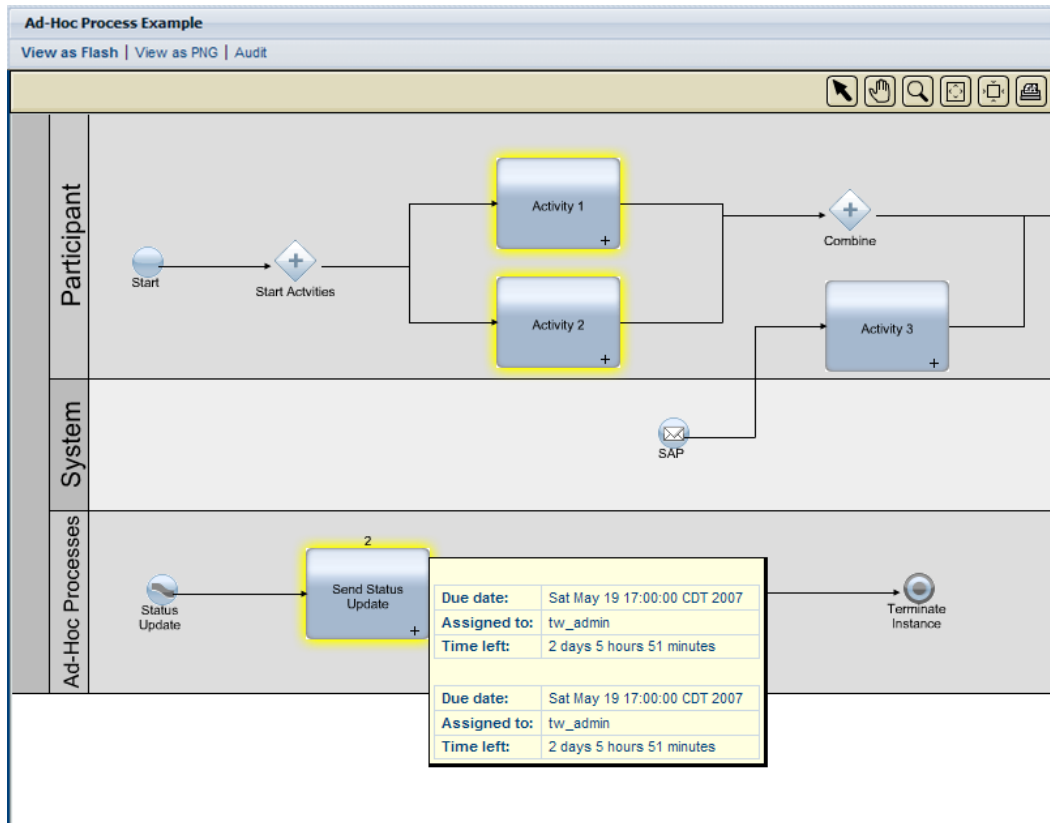 Ad-Hoc Process Example
View as Flash | View as PNG | Audit
Participant
Activity 1
+
Combine
Start
Start Actvities
Activity 2
+
Activity 3
+
System
SAP
Ad-Hoc Processes
2
Status
Update
Send Status
Update
+
Due date: Sat May 19 17:00:00 CDT 2007
Assigned to: tw_admin
Time left: 2 days 5 hours 51 minutes
Due date: Sat May 19 17:00:00 CDT 2007
Assigned to: tw_admin
Time left: 2 days 5 hours 51 minutes
Terminate
Instance